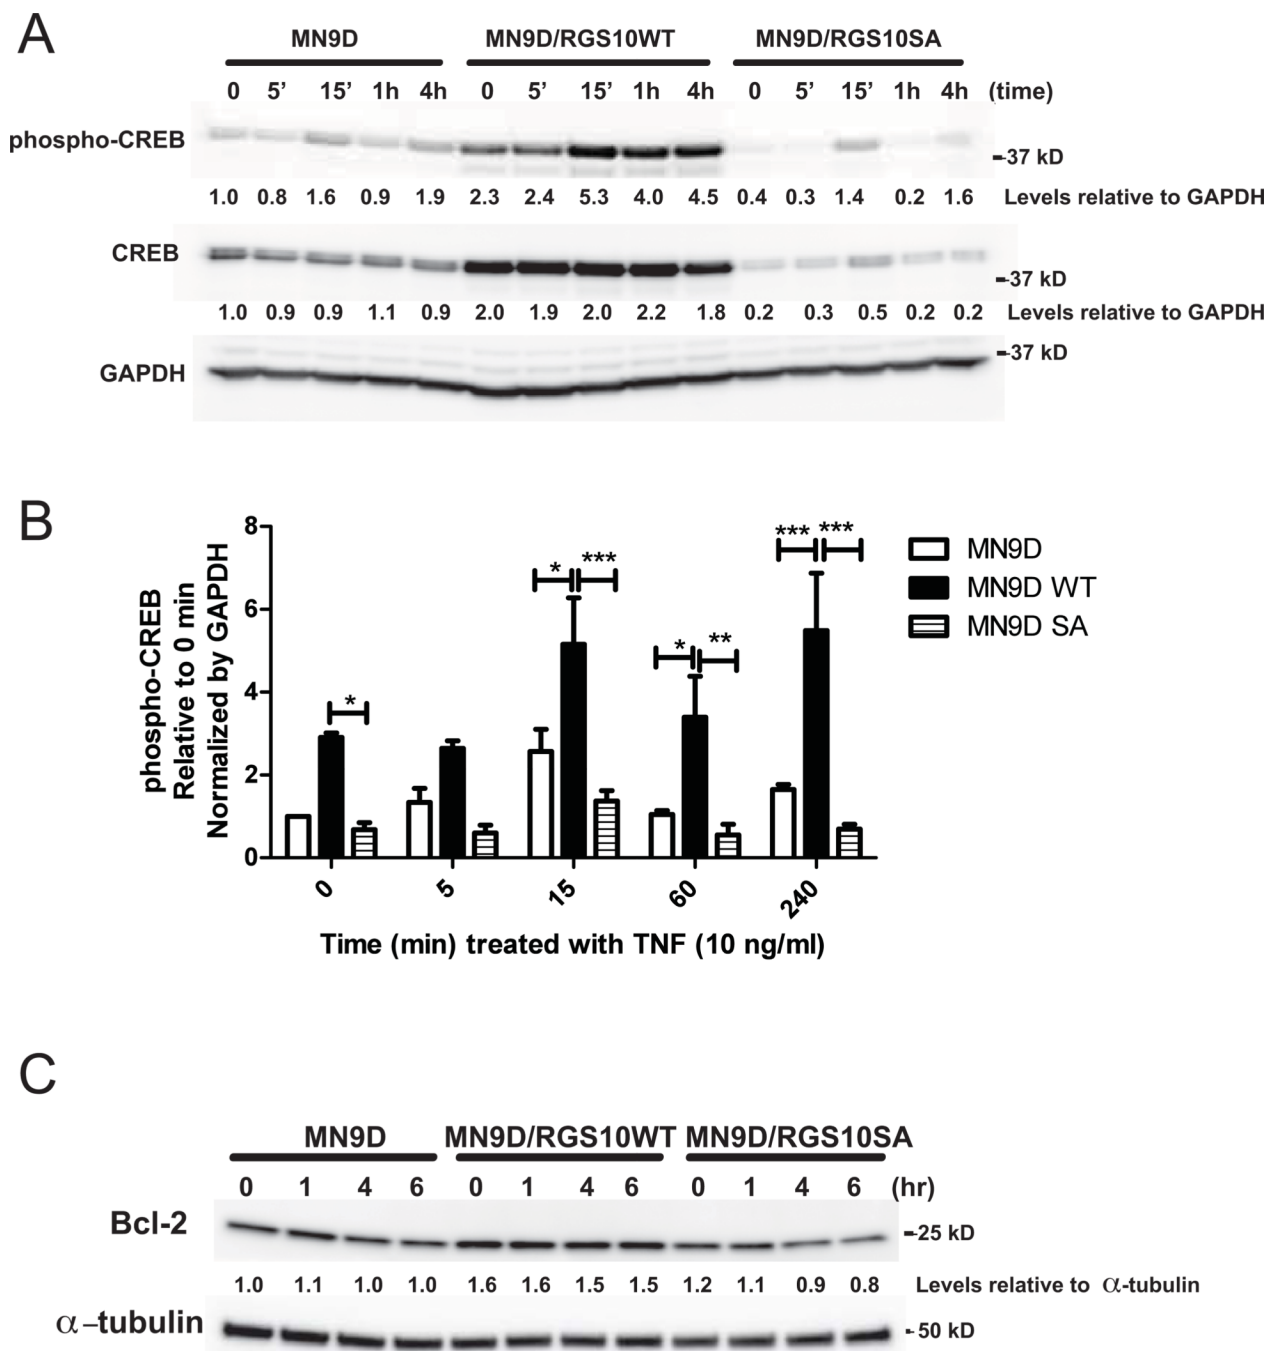 A
MN9D MN9D/RGS10WT MN9D/RGS10SA
0 5’ 15’ 1h 4h 0 5’ 15’ 1h 4h 0 5’ 15’ 1h 4h (time)
phospho-CREB
-37 kD
1.0 0.8 1.6 0.9 1.9 2.3 2.4 5.3 4.0 4.5 0.4 0.3 1.4 0.2 1.6 Levels relative to GAPDH
CREB
-37 kD
1.0 0.9 0.9 1.1 0.9 2.0 1.9 2.0 2.2 1.8 0.2 0.3 0.5 0.2 0.2 Levels relative to GAPDH
-37 kD
GAPDH
B
phospho-CREB
Relative to 0 min
Normalized by GAPDH
8
6
4
2
0
*
* ***
* **
*** ***
MN9D
MN9D WT
MN9D SA
0 5 15 60 240
Time (min) treated with TNF (10 ng/ml)
C
MN9D MN9D/RGS10WT MN9D/RGS10SA
0 1 4 6 0 1 4 6 0 1 4 6 (hr)
Bcl-2
-25 kD
1.0 1.1 1.0 1.0 1.6 1.6 1.5 1.5 1.2 1.1 0.9 0.8 Levels relative to α-tubulin
α–tubulin
- 50 kD